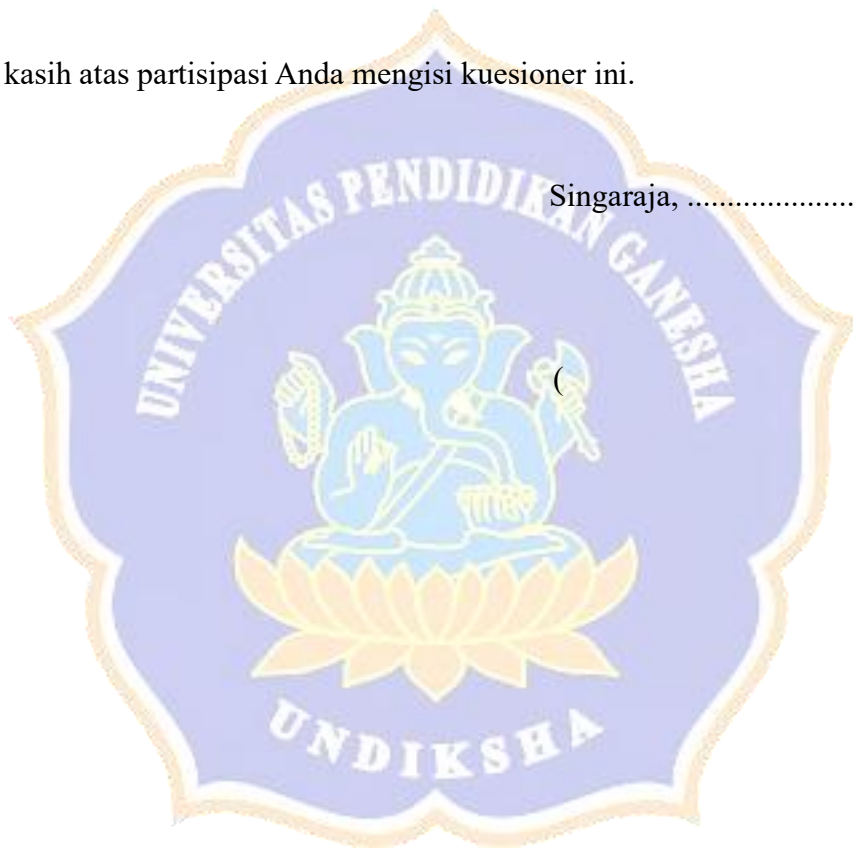 kasih atas partisipasi Anda mengisi kuesioner ini.
Singaraja, .....................
(
UNIVERSITAS PENDIDIKAN GANESHA
UNDIKSHA